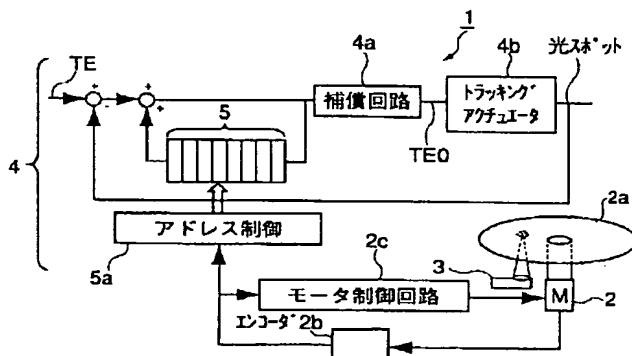 1
4a
4b
光ｽﾎﾟｯﾄ
TE
+
+
-
+
補償回路
ﾄﾗｯｷﾝｸﾞ
ｱｸﾁｭｴｰﾀ
5
TEQ
4
2a
アドレス制御
5a
2c
3
モータ制御回路
M
2
ｴﾝｺｰﾀﾞ 2b